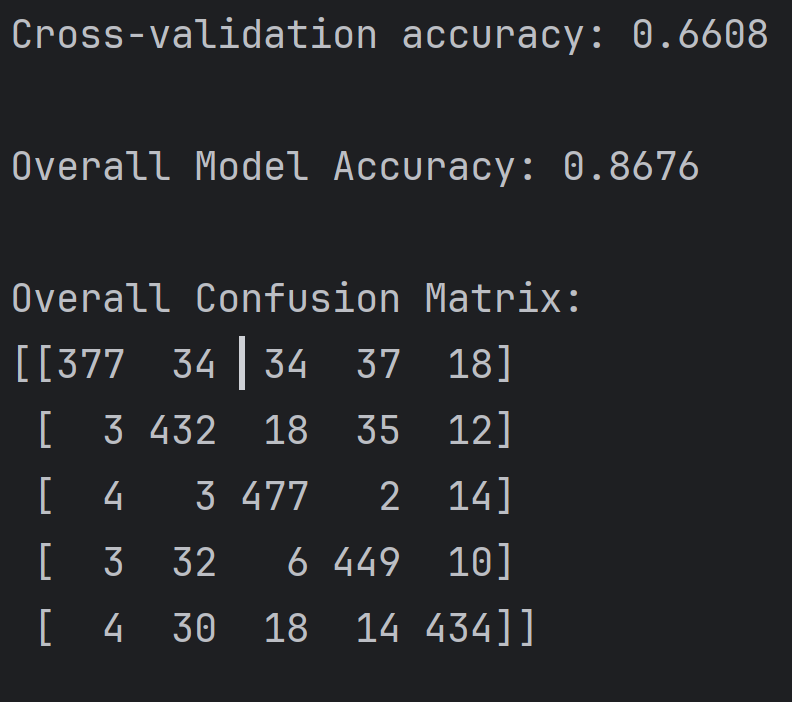 Cross-validation accuracy: 0.6608
Overall Model Accuracy: 0.8676
Overall Confusion Matrix:
[[377  34  34  37  18]
 [  3 432  18  35  12]
 [  4   3 477   2  14]
 [  3  32   6 449  10]
 [  4  30  18  14 434]]